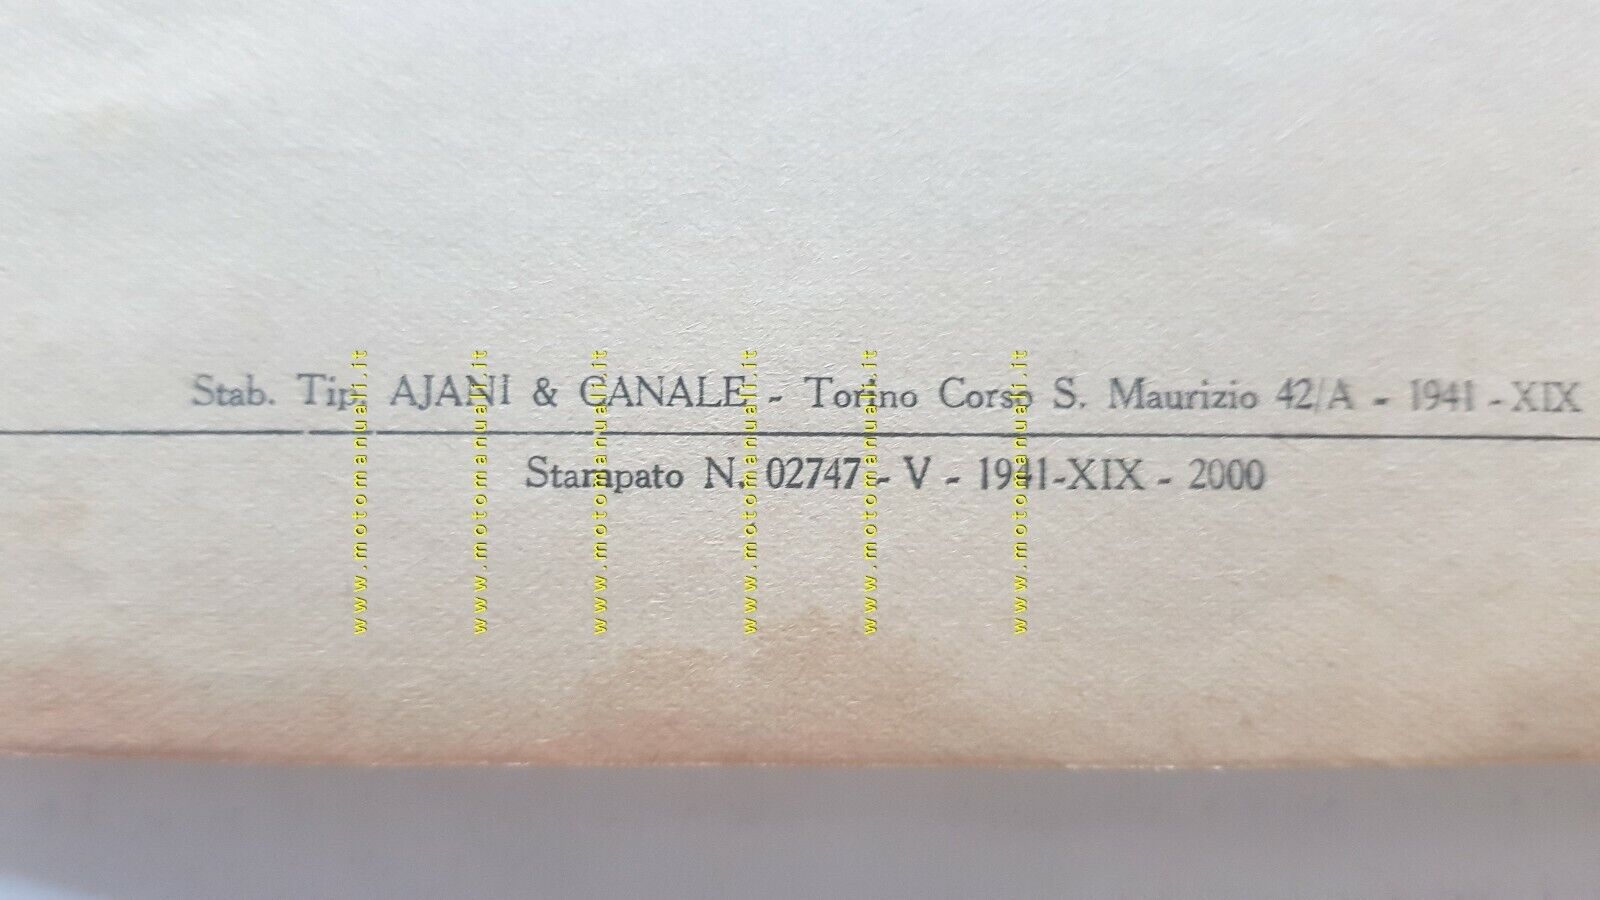 Stab. Tip. AJANI & CANALE - Torino Corso S. Maurizio 42/A - 1941 - XIX
Stampato N. 02747 - V - 1941-XIX - 2000
www.motomanuali.it
www.motomanuali.it
www.motomanuali.it
www.motomanuali.it
www.motomanuali.it
www.motomanuali.it